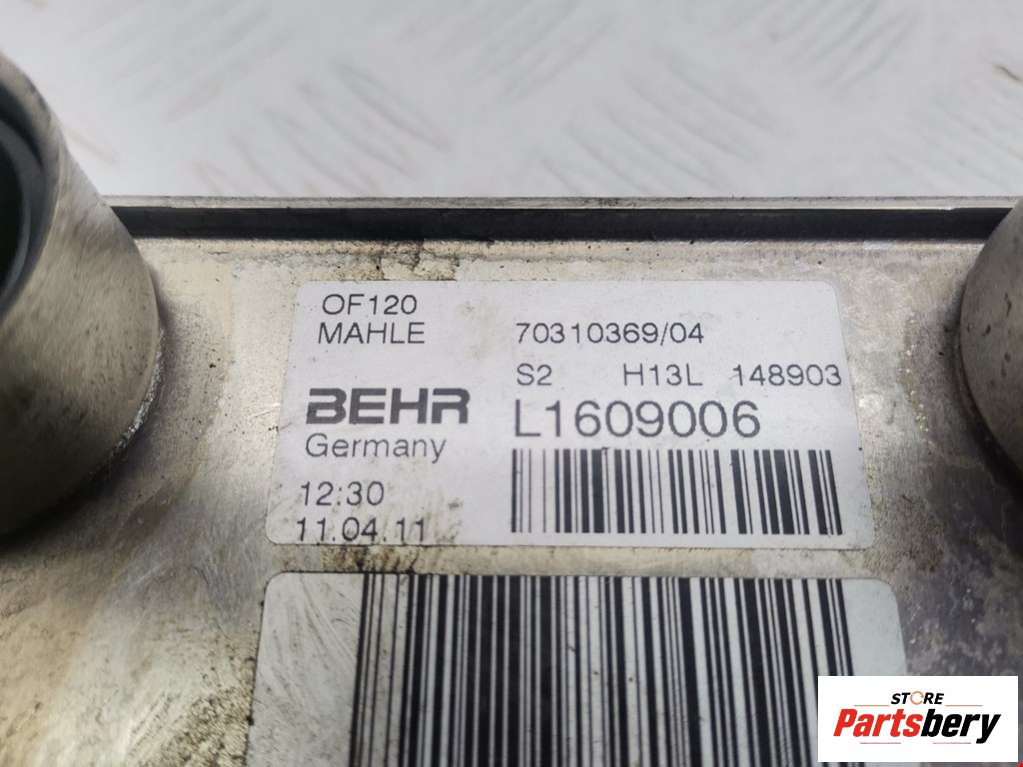 OF120
MAHLE 70310369/04
S2 H13L 148903
BEHR L1609006
Germany
12:30
11.04.11
STORE
Partsbery